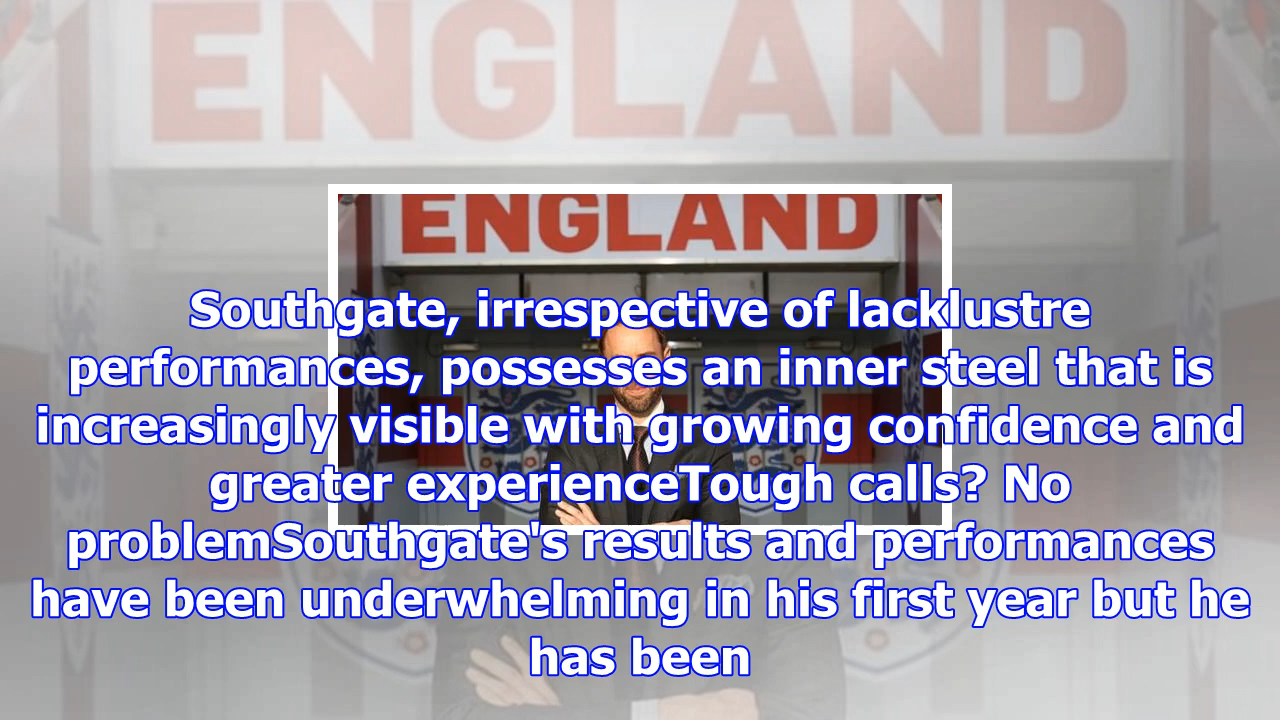 ENGLAND
ENGLAND
Southgate, irrespective of lacklustre
performances, possesses an inner steel that is
increasingly visible with growing confidence and
greater experienceTough calls? No
problemSouthgate's results and performances
have been underwhelming in his first year but he
has been